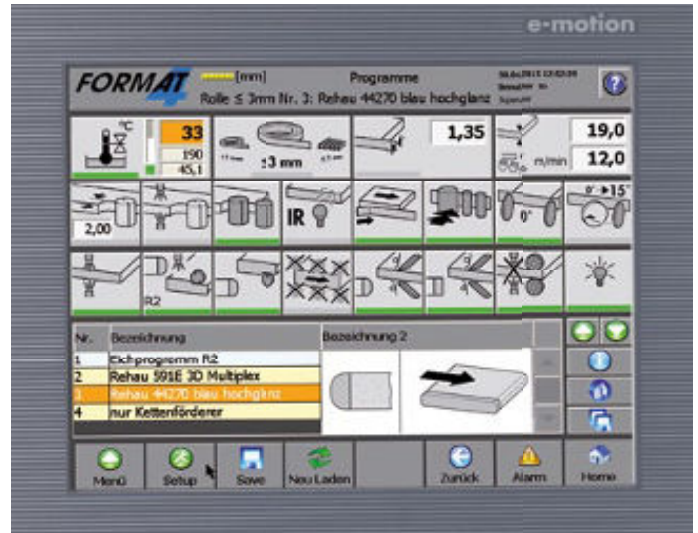 e-motion
FORMAT 4
[mm]
Programme
Rolle ≤ 3mm Nr. 3: Rehau 44270 blau hochglanz
°C
33
190
45,1
±3 mm
1,35
19,0
m/min
12,0
2,00
IR
0°
0° ▸15°
R2
Nr. Bezeichnung Bezeichnung 2
1 Eichprogramm R2
2 Rehau 591E 3D Multiplex
3 Rehau 44270 blau hochglanz
4 nur Kettenförderer
Menü Setup Save Neu Laden Zurück Alarm Home